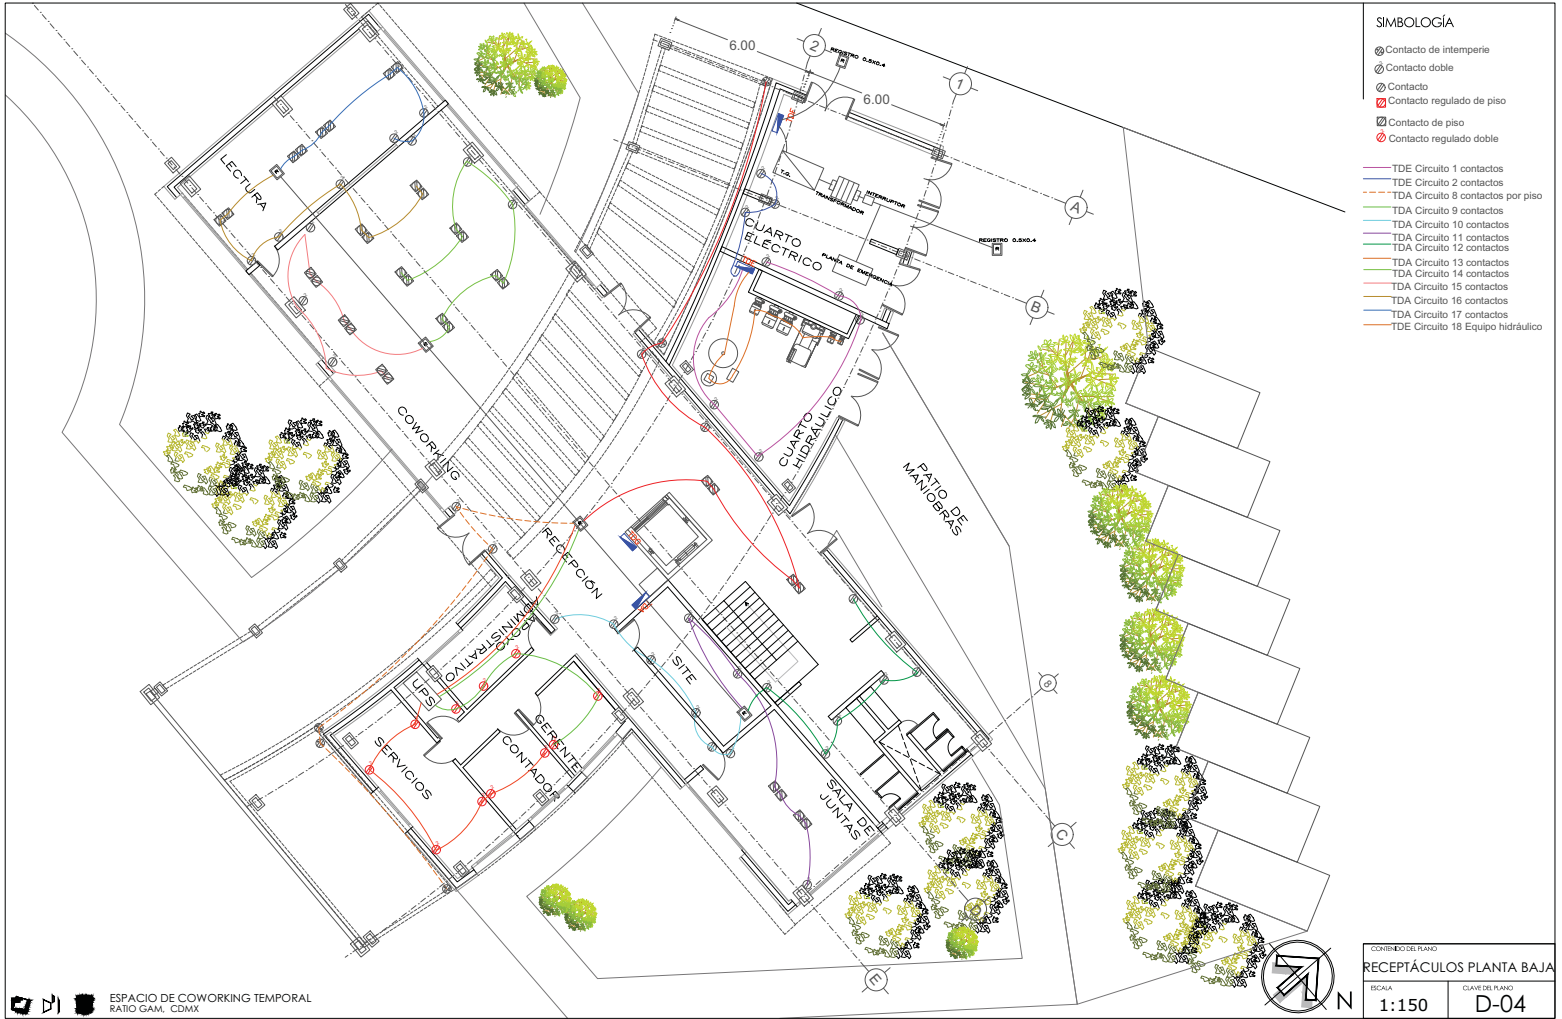 SIMBOLOGÍA
Contacto de intemperie
Contacto doble
Contacto
Contacto regulado de piso
Contacto de piso
Contacto regulado doble
TDE Circuito 1 contactos
TDE Circuito 2 contactos
TDA Circuito 8 contactos por piso
TDA Circuito 9 contactos
TDA Circuito 10 contactos
TDA Circuito 11 contactos
TDA Circuito 12 contactos
TDA Circuito 13 contactos
TDA Circuito 14 contactos
TDA Circuito 15 contactos
TDA Circuito 16 contactos
TDA Circuito 17 contactos
TDE Circuito 18 Equipo hidráulico
6.00
2
REGISTRO 0.5X0.4
1
6.00
TDE
T.G.
TRANSFORMADOR
INTERRUPTOR
A
REGISTRO 0.5X0.4
LECTURA
CUARTO
ELÉCTRICO
PLANTA DE EMERGENCIA
TDE
B
COWORKING
CUARTO
HIDRÁULICO
PATIO DE
MANIOBRAS
RECEPCIÓN
APOYO
ADMINISTRATIVO
UPS
SITE
8
SERVICIOS
CONTADOR
GERENTE
SALA DE
JUNTAS
C
D
E
N
ESPACIO DE COWORKING TEMPORAL
RATIO GAM, CDMX
CONTENIDO DEL PLANO
RECEPTÁCULOS PLANTA BAJA
ESCALA
1:150
CLAVE DEL PLANO
D-04